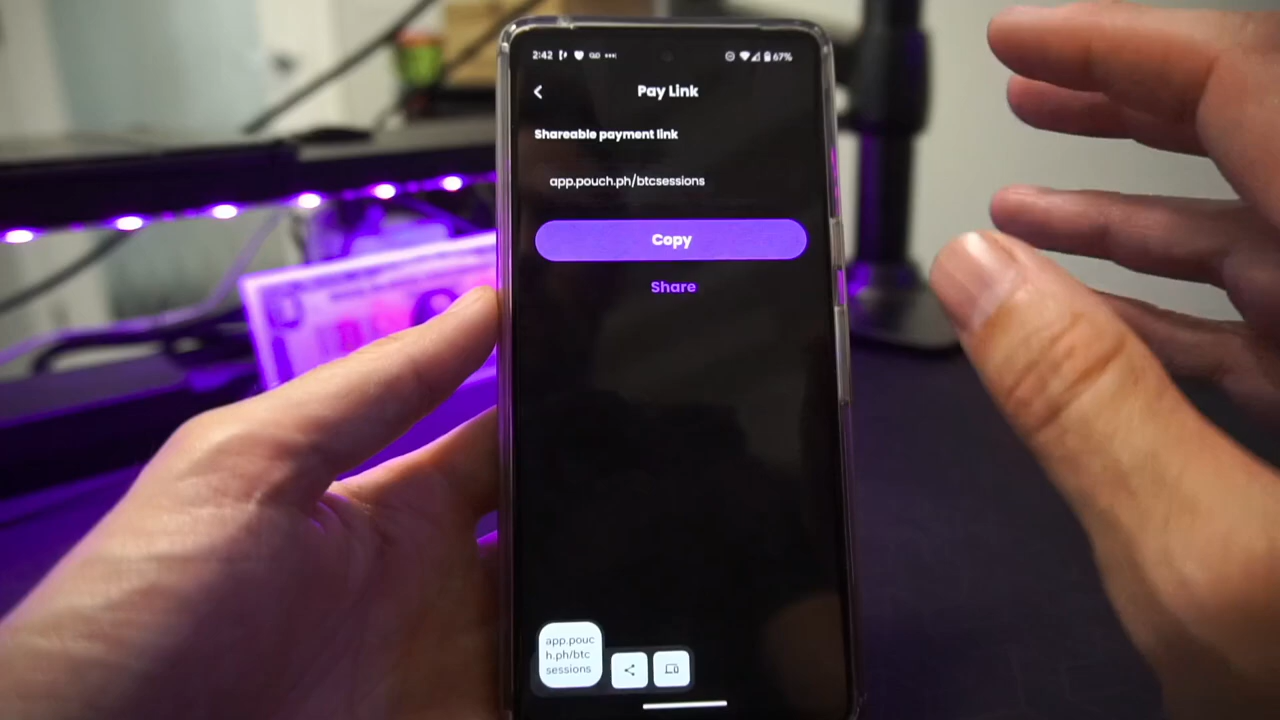 2:42 67%
Pay Link
Shareable payment link
app.pouch.ph/btcsessions
Copy
Share
app.pouc
h.ph/btc
sessions